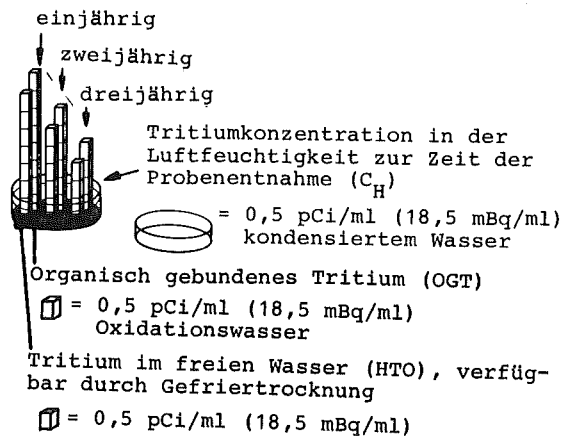 einjährig
zweijährig
dreijährig
Tritiumkonzentration in der
Luftfeuchtigkeit zur Zeit der
Probenentnahme (C_H)
= 0,5 pCi/ml (18,5 mBq/ml)
kondensiertem Wasser
Organisch gebundenes Tritium (OGT)
= 0,5 pCi/ml (18,5 mBq/ml)
Oxidationswasser
Tritium im freien Wasser (HTO), verfüg-
bar durch Gefriertrocknung
= 0,5 pCi/ml (18,5 mBq/ml)